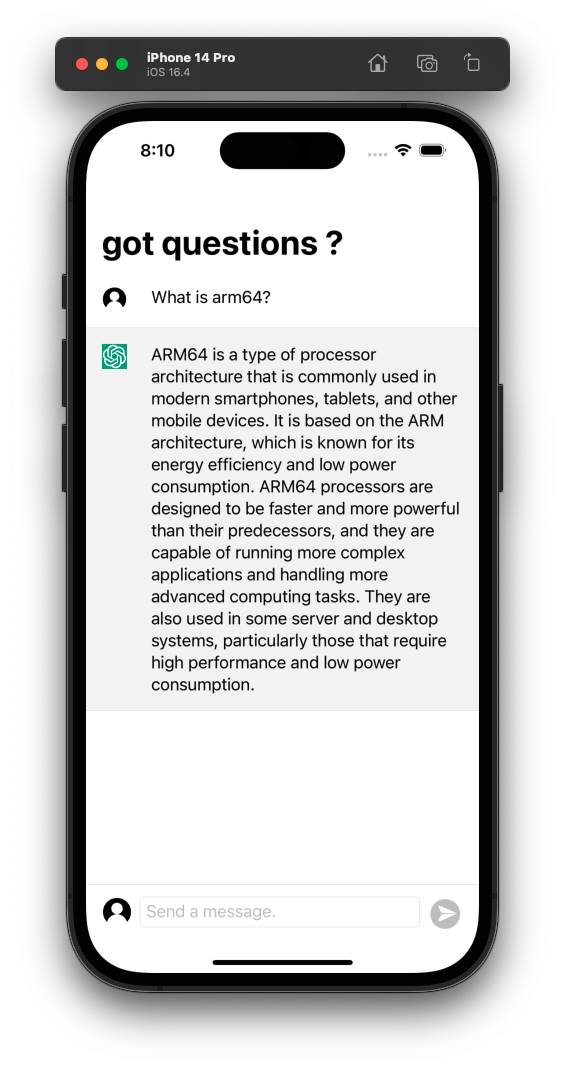 iPhone 14 Pro
iOS 16.4
8:10
got questions ?
What is arm64?
ARM64 is a type of processor
architecture that is commonly used in
modern smartphones, tablets, and other
mobile devices. It is based on the ARM
architecture, which is known for its
energy efficiency and low power
consumption. ARM64 processors are
designed to be faster and more powerful
than their predecessors, and they are
capable of running more complex
applications and handling more
advanced computing tasks. They are
also used in some server and desktop
systems, particularly those that require
high performance and low power
consumption.
Send a message.